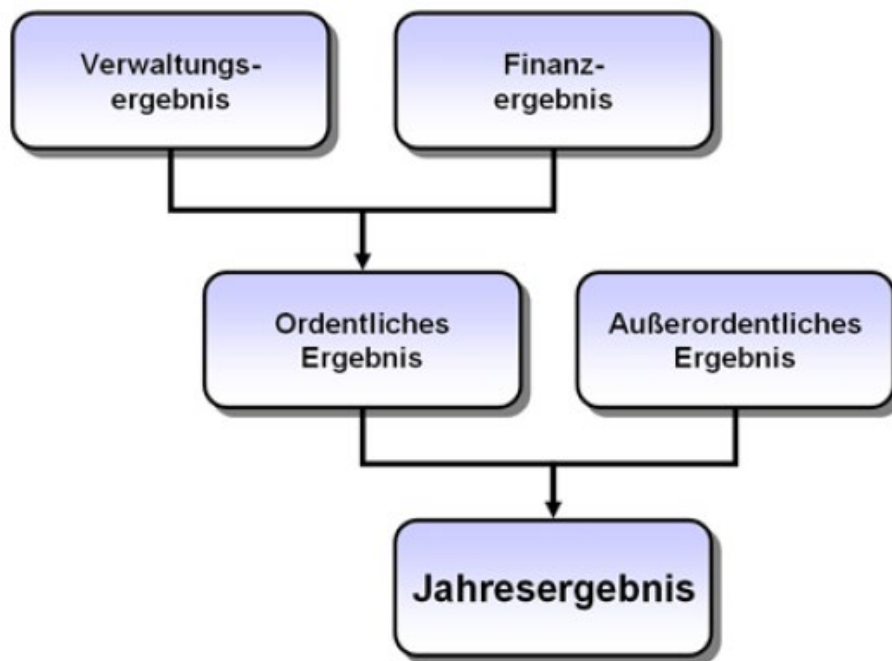 Verwaltungs-
ergebnis
Finanz-
ergebnis
Ordentliches
Ergebnis
Außerordentliches
Ergebnis
Jahresergebnis